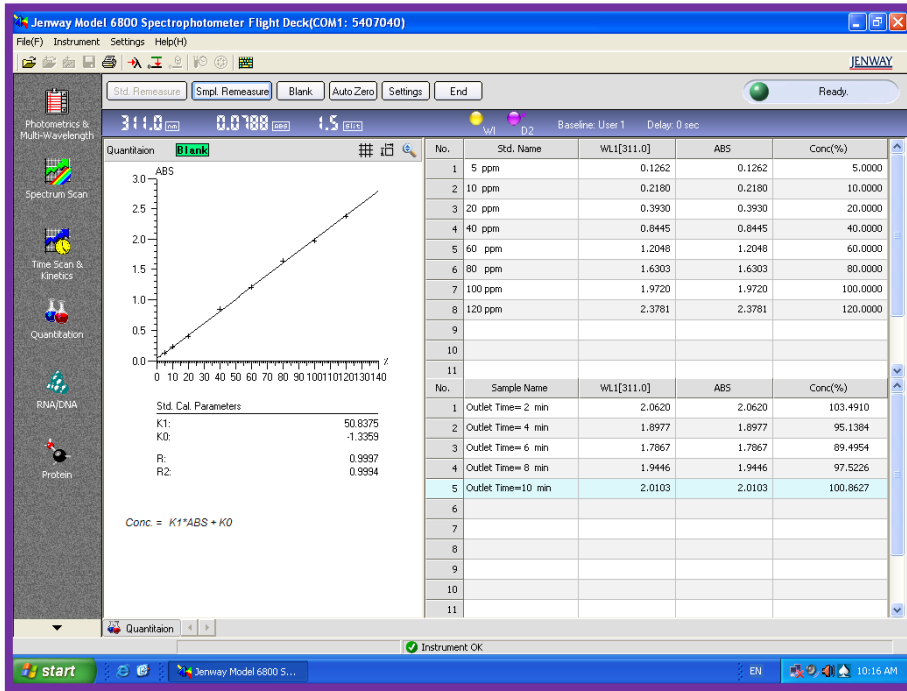 Jenway Model 6800 Spectrophotometer Flight Deck(COM1: 5407040)
File(F) Instrument Settings Help(H)
JENWAY
Std. Remeasure Smpl. Remeasure Blank Auto Zero Settings End Ready.
311.0 nm 0.0788 ABS 1.5 Slit WI D2 Baseline: User 1 Delay: 0 sec
Photometrics &
Multi-Wavelength
Spectrum Scan
Time Scan &
Kinetics
Quantitation
RNA/DNA
Protein
Quantitaion Blank
ABS
3.0
2.5
2.0
1.5
1.0
0.5
0.0
%
0 10 20 30 40 50 60 70 80 90 100 110 120 130 140
Std. Cal. Parameters
K1: 50.8375
K0: -1.3359
R: 0.9997
R2: 0.9994
Conc. = K1*ABS + K0
No. Std. Name WL1[311.0] ABS Conc(%)
1 5 ppm 0.1262 0.1262 5.0000
2 10 ppm 0.2180 0.2180 10.0000
3 20 ppm 0.3930 0.3930 20.0000
4 40 ppm 0.8445 0.8445 40.0000
5 60 ppm 1.2048 1.2048 60.0000
6 80 ppm 1.6303 1.6303 80.0000
7 100 ppm 1.9720 1.9720 100.0000
8 120 ppm 2.3781 2.3781 120.0000
9
10
11
No. Sample Name WL1[311.0] ABS Conc(%)
1 Outlet Time= 2 min 2.0620 2.0620 103.4910
2 Outlet Time= 4 min 1.8977 1.8977 95.1384
3 Outlet Time= 6 min 1.7867 1.7867 89.4954
4 Outlet Time= 8 min 1.9446 1.9446 97.5226
5 Outlet Time=10 min 2.0103 2.0103 100.8627
6
7
8
9
10
11
Quantitaion
Instrument OK
start Jenway Model 6800 S... EN 10:16 AM